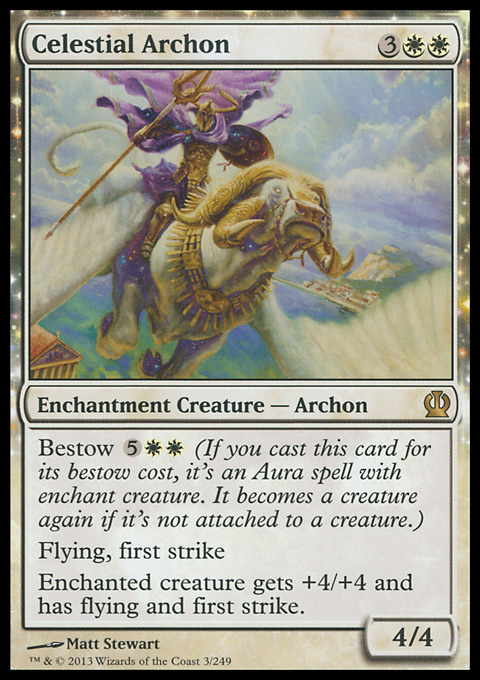 Celestial Archon 3
Enchantment Creature — Archon
Bestow 5 (If you cast this card for
its bestow cost, it's an Aura spell with
enchant creature. It becomes a creature
again if it's not attached to a creature.)
Flying, first strike
Enchanted creature gets +4/+4 and
has flying and first strike.
Matt Stewart
4/4
™ & © 2013 Wizards of the Coast 3/249